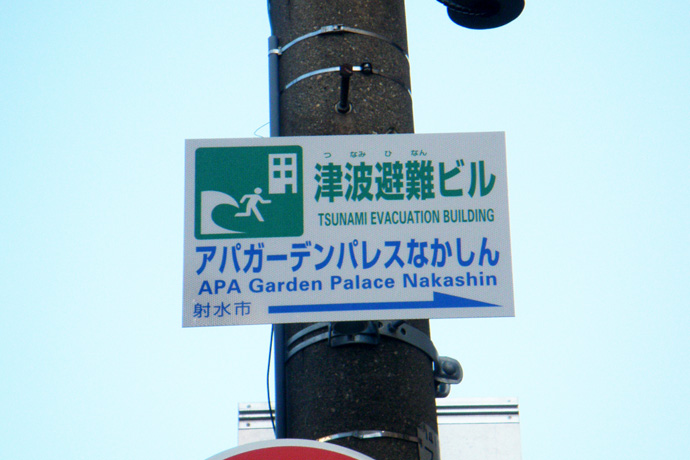 つ なみ ひ なん
津波避難ビル
TSUNAMI EVACUATION BUILDING
アパガーデンパレスなかしん
APA Garden Palace Nakashin
射水市